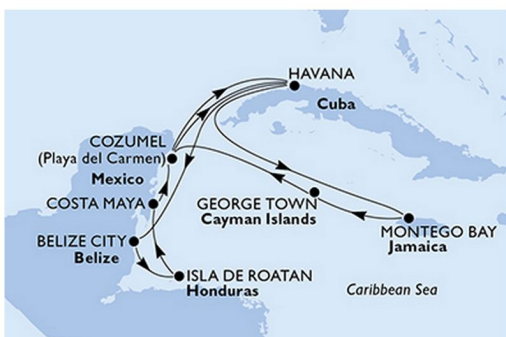 HAVANA
Cuba
COZUMEL
(Playa del Carmen)
Mexico
COSTA MAYA
GEORGE TOWN
Cayman Islands
MONTEGO BAY
Jamaica
BELIZE CITY
Belize
ISLA DE ROATAN
Honduras
Caribbean Sea